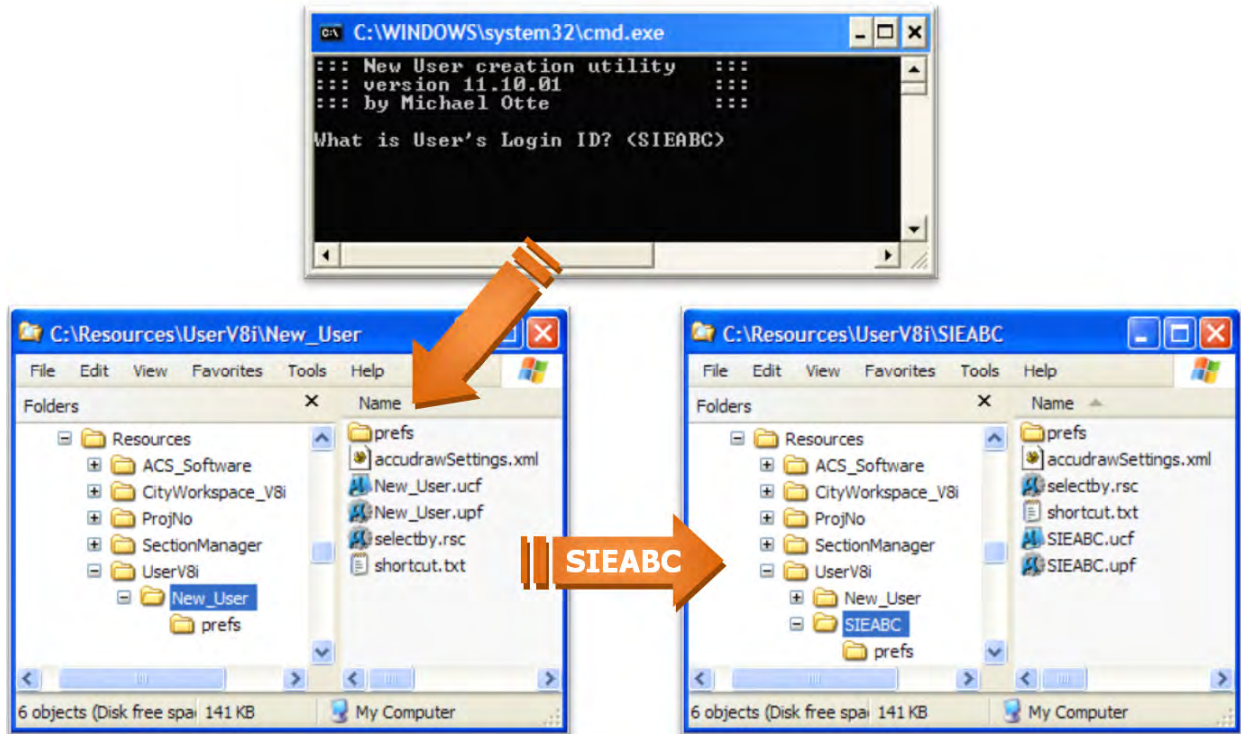 C:\WINDOWS\system32\cmd.exe
::: New User creation utility :::
::: version 11.10.01 :::
::: by Michael Otte :::
What is User's Login ID? (SIEABC)
C:\Resources\UserV8i\New_User
File Edit View Favorites Tools Help
Folders
Name
Resources
ACS_Software
CityWorkspace_V8i
ProjNo
SectionManager
UserV8i
New_User
prefs
prefs
accudrawSettings.xml
New_User.ucf
New_User.upf
selectby.rsc
shortcut.txt
6 objects (Disk free spa 141 KB My Computer
SIEABC
C:\Resources\UserV8i\SIEABC
File Edit View Favorites Tools Help
Folders
Name
Resources
ACS_Software
CityWorkspace_V8i
ProjNo
SectionManager
UserV8i
New_User
SIEABC
prefs
prefs
accudrawSettings.xml
selectby.rsc
shortcut.txt
SIEABC.ucf
SIEABC.upf
6 objects (Disk free spa 141 KB My Computer